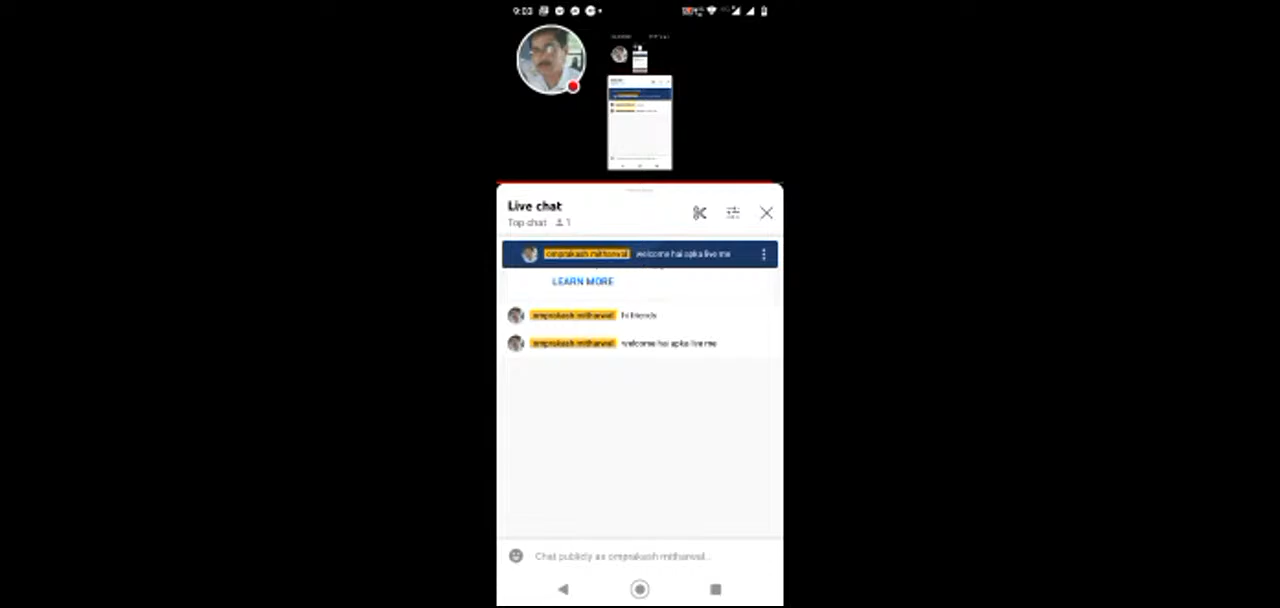 9:03
Live chat
Top chat 1
omprakash mitharwal welcome hai apka live me
LEARN MORE
omprakash mitharwal hi friends
omprakash mitharwal welcome hai apka live me
Chat publicly as omprakash mitharwal...